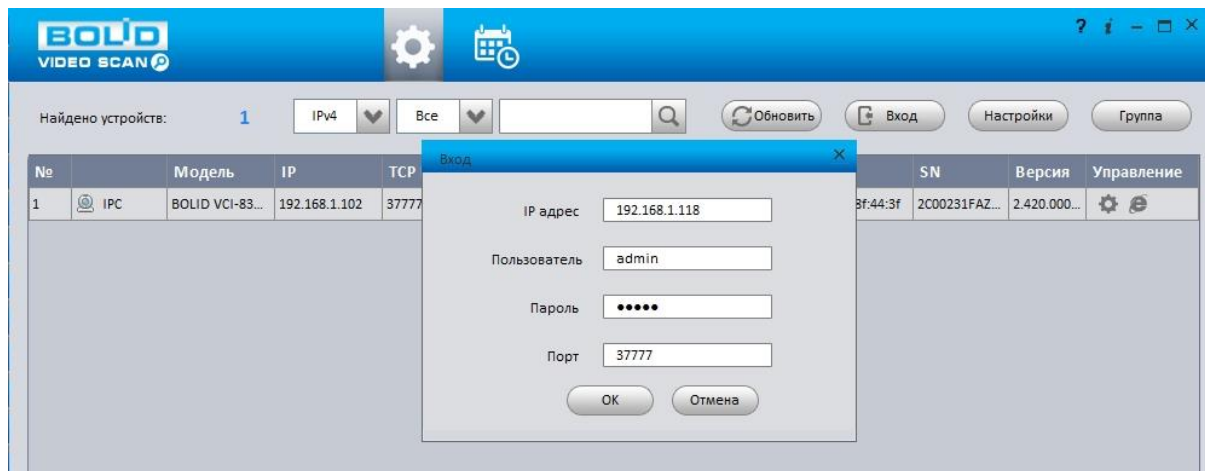 BOLID
VIDEO SCAN
? i
Найдено устройств: 1 IPv4 Все Обновить Вход Настройки Группа
№ Модель IP TCP SN Версия Управление
1 IPC BOLID VCI-83... 192.168.1.102 37777 3f:44:3f 2C00231FAZ... 2.420.000...
Вход
IP адрес 192.168.1.118
Пользователь admin
Пароль •••••
Порт 37777
OK Отмена